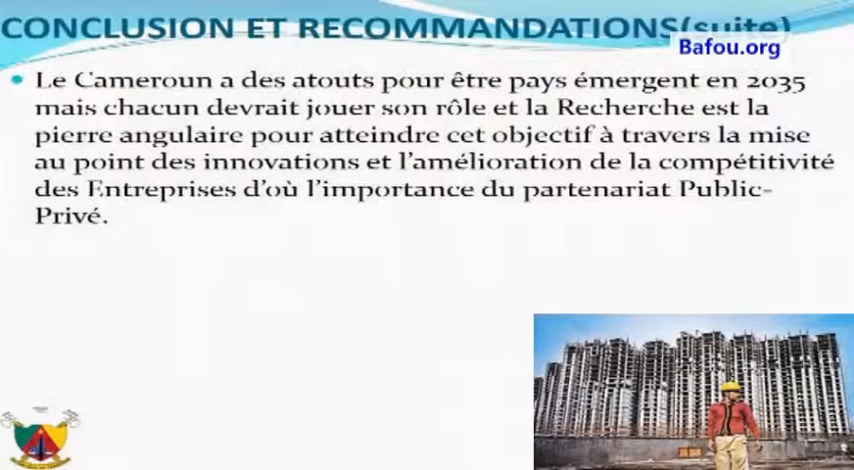 CONCLUSION ET RECOMMANDATIONS(suite)
Bafou.org
• Le Cameroun a des atouts pour être pays émergent en 2035
mais chacun devrait jouer son rôle et la Recherche est la
pierre angulaire pour atteindre cet objectif à travers la mise
au point des innovations et l'amélioration de la compétitivité
des Entreprises d'où l'importance du partenariat Public-
Privé.